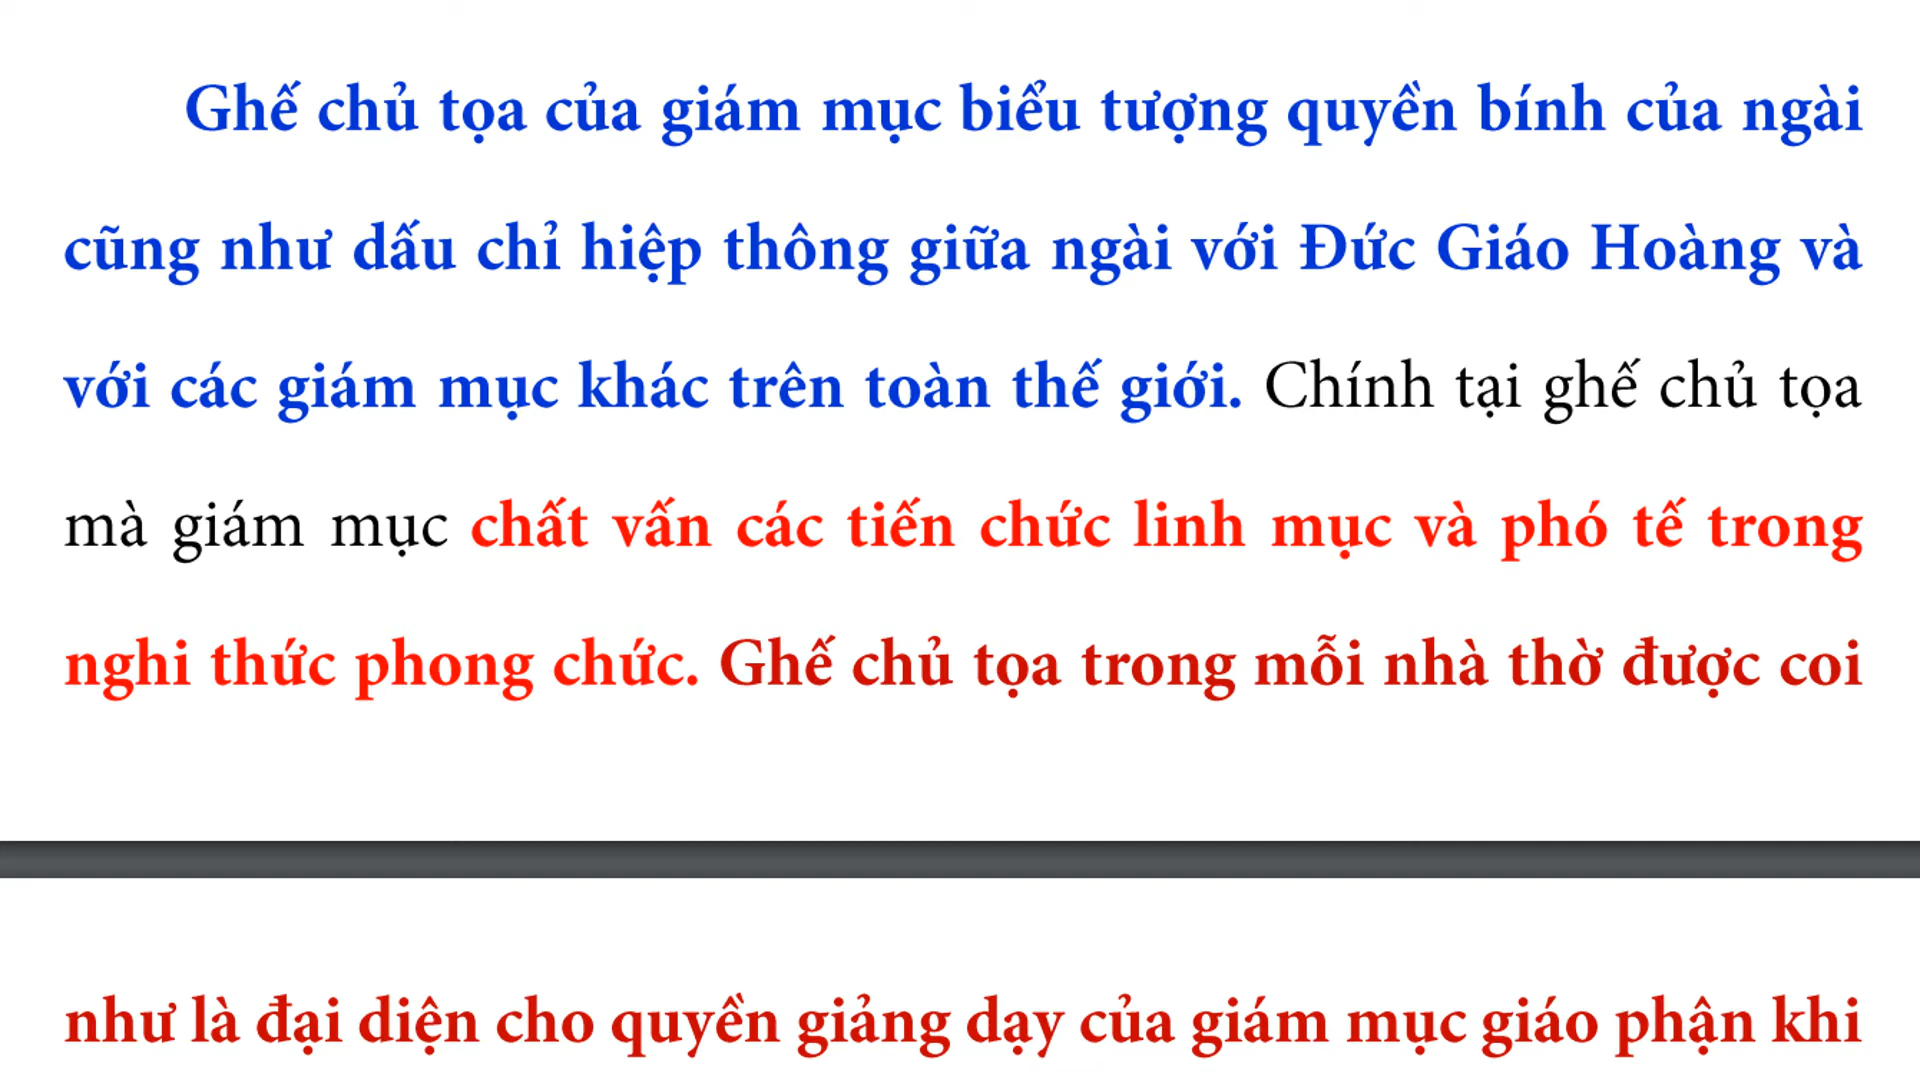 Ghế chủ tọa của giám mục biểu tượng quyền bính của ngài
cũng như dấu chỉ hiệp thông giữa ngài với Đức Giáo Hoàng và
với các giám mục khác trên toàn thế giới. Chính tại ghế chủ tọa
mà giám mục chất vấn các tiến chức linh mục và phó tế trong
nghi thức phong chức. Ghế chủ tọa trong mỗi nhà thờ được coi
như là đại diện cho quyền giảng dạy của giám mục giáo phận khi